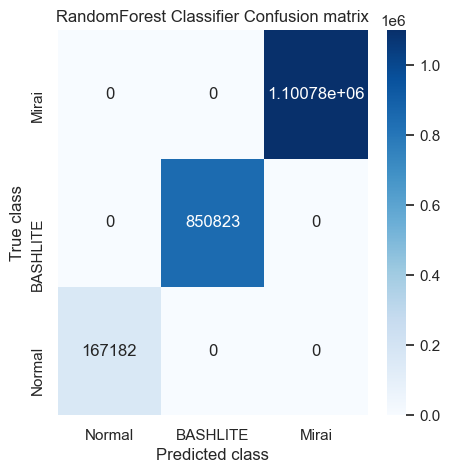 RandomForest Classifier Confusion matrix
1e6
True class
Mirai
0 0 1.10078e+06
BASHLITE
0 850823 0
Normal
167182 0 0
Normal BASHLITE Mirai
Predicted class
1.0
0.8
0.6
0.4
0.2
0.0